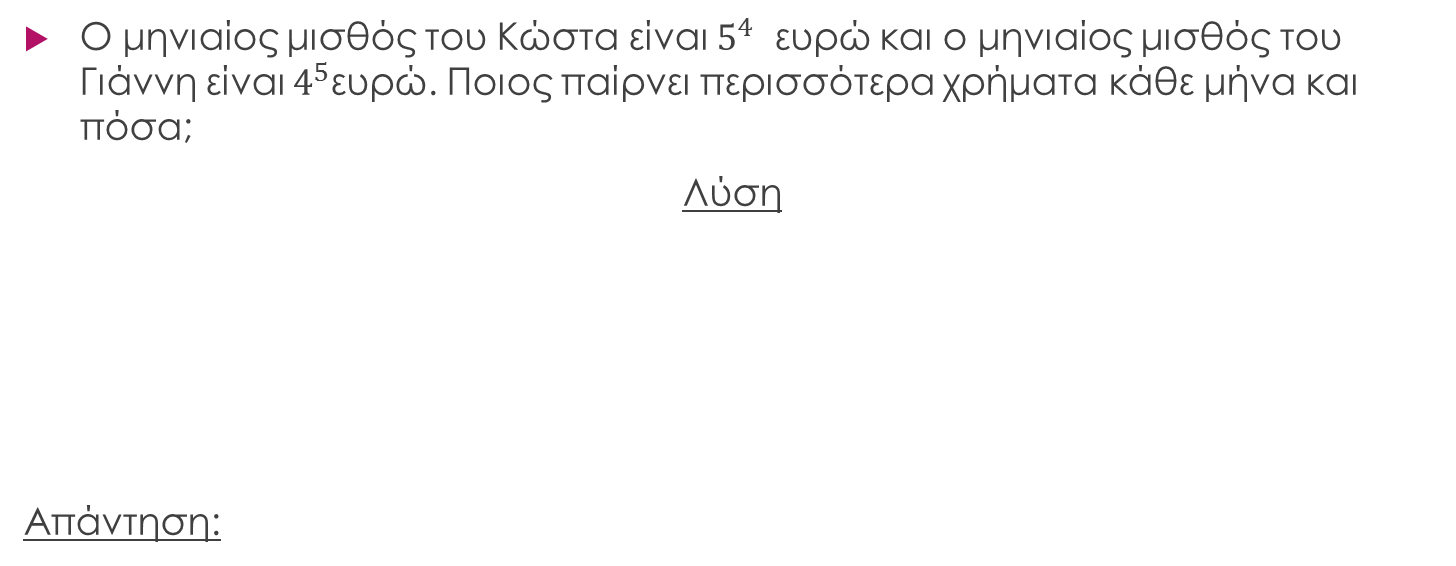 ▶ Ο μηνιαίος μισθός του Κώστα είναι 5⁴ ευρώ και ο μηνιαίος μισθός του
Γιάννη είναι 4⁵ευρώ. Ποιος παίρνει περισσότερα χρήματα κάθε μήνα και
πόσα;
Λύση
Απάντηση: